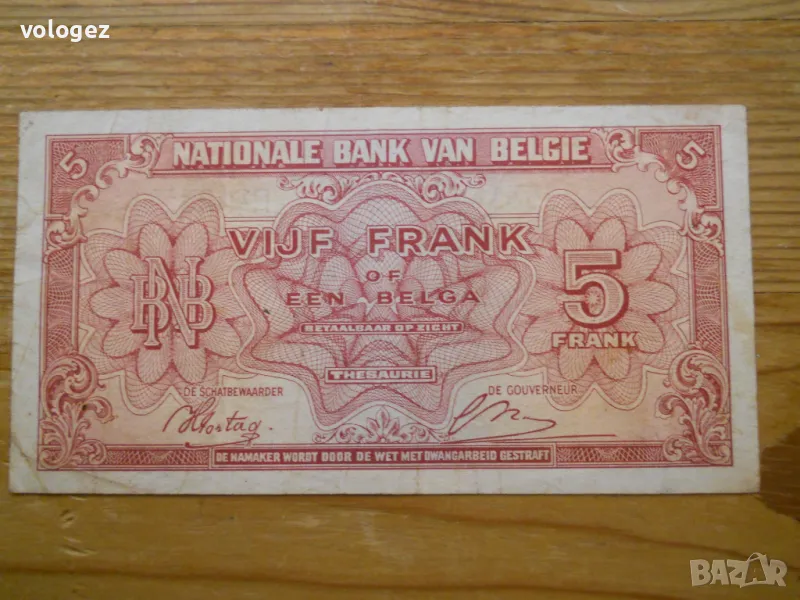 vologez
5 NATIONALE BANK VAN BELGIE 5
VIJF FRANK
OF
EEN BELGA
BNB
5
FRANK
BETAALBAAR OP ZICHT
THESAURIE
DE SCHATBEWAARDER
DE GOUVERNEUR
DE NAMAKER WORDT DOOR DE WET MET DWANGARBEID GESTRAFT
BAZAR